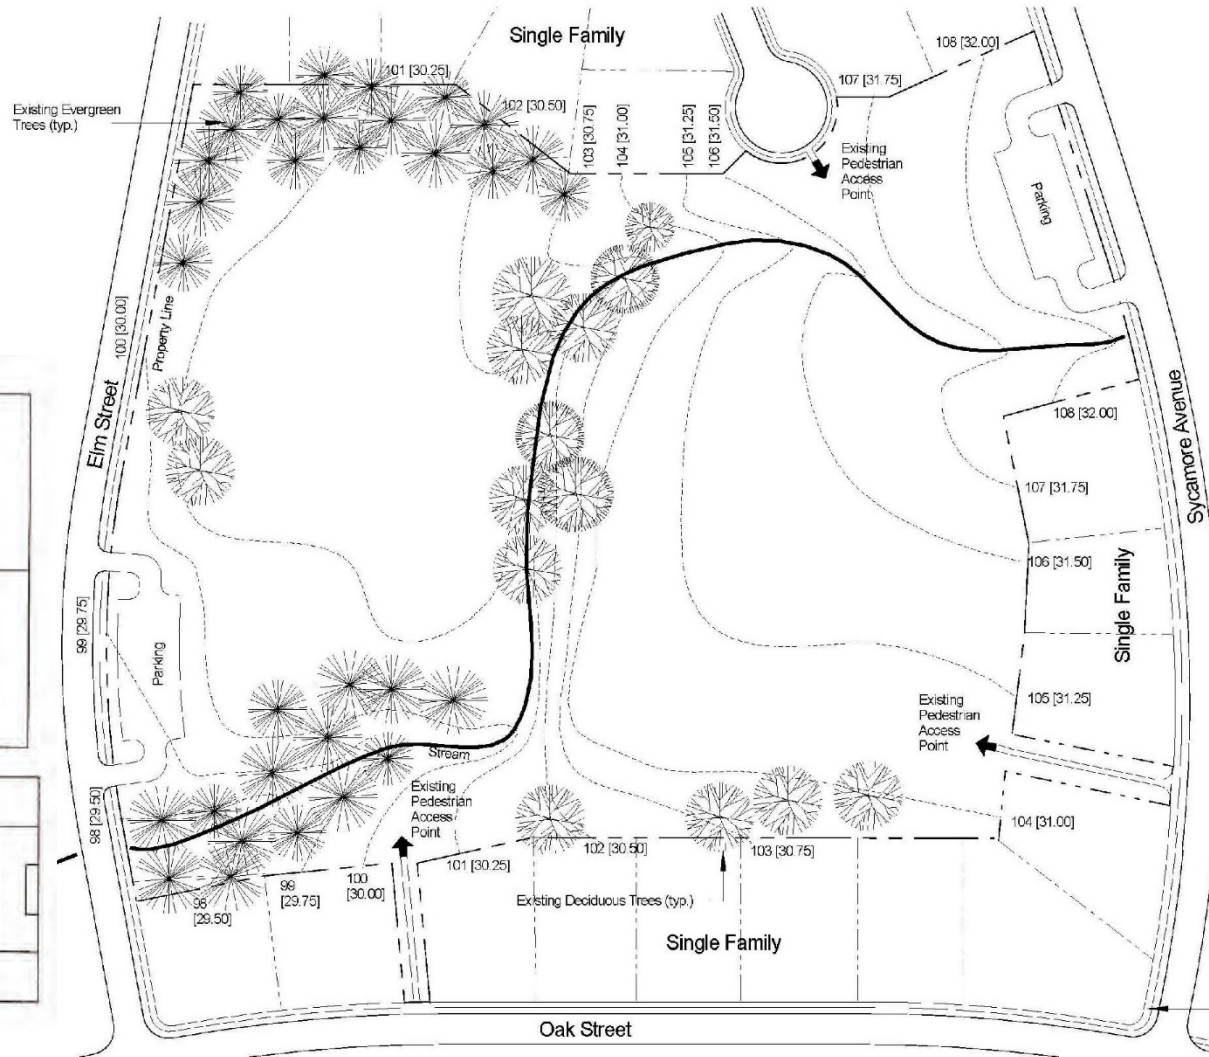 Single Family
108 [32.00]
101 [30.25]
107 [31.75]
Existing Evergreen
Trees (typ.)
102 [30.50]
103 [30.75]
104 [31.00]
105 [31.25]
106 [31.50]
Existing
Pedestrian
Access
Point
Parking
100 [30.00]
Property Line
Elm Street
Sycamore Avenue
108 [32.00]
107 [31.75]
106 [31.50]
Single Family
99 [29.75]
Parking
105 [31.25]
Existing
Pedestrian
Access
Point
Stream
98 [29.50]
Existing
Pedestrian
Access
Point
104 [31.00]
102 [30.50]
103 [30.75]
101 [30.25]
100
[30.00]
99
[29.75]
98
[29.50]
Existing Deciduous Trees (typ.)
Single Family
Oak Street